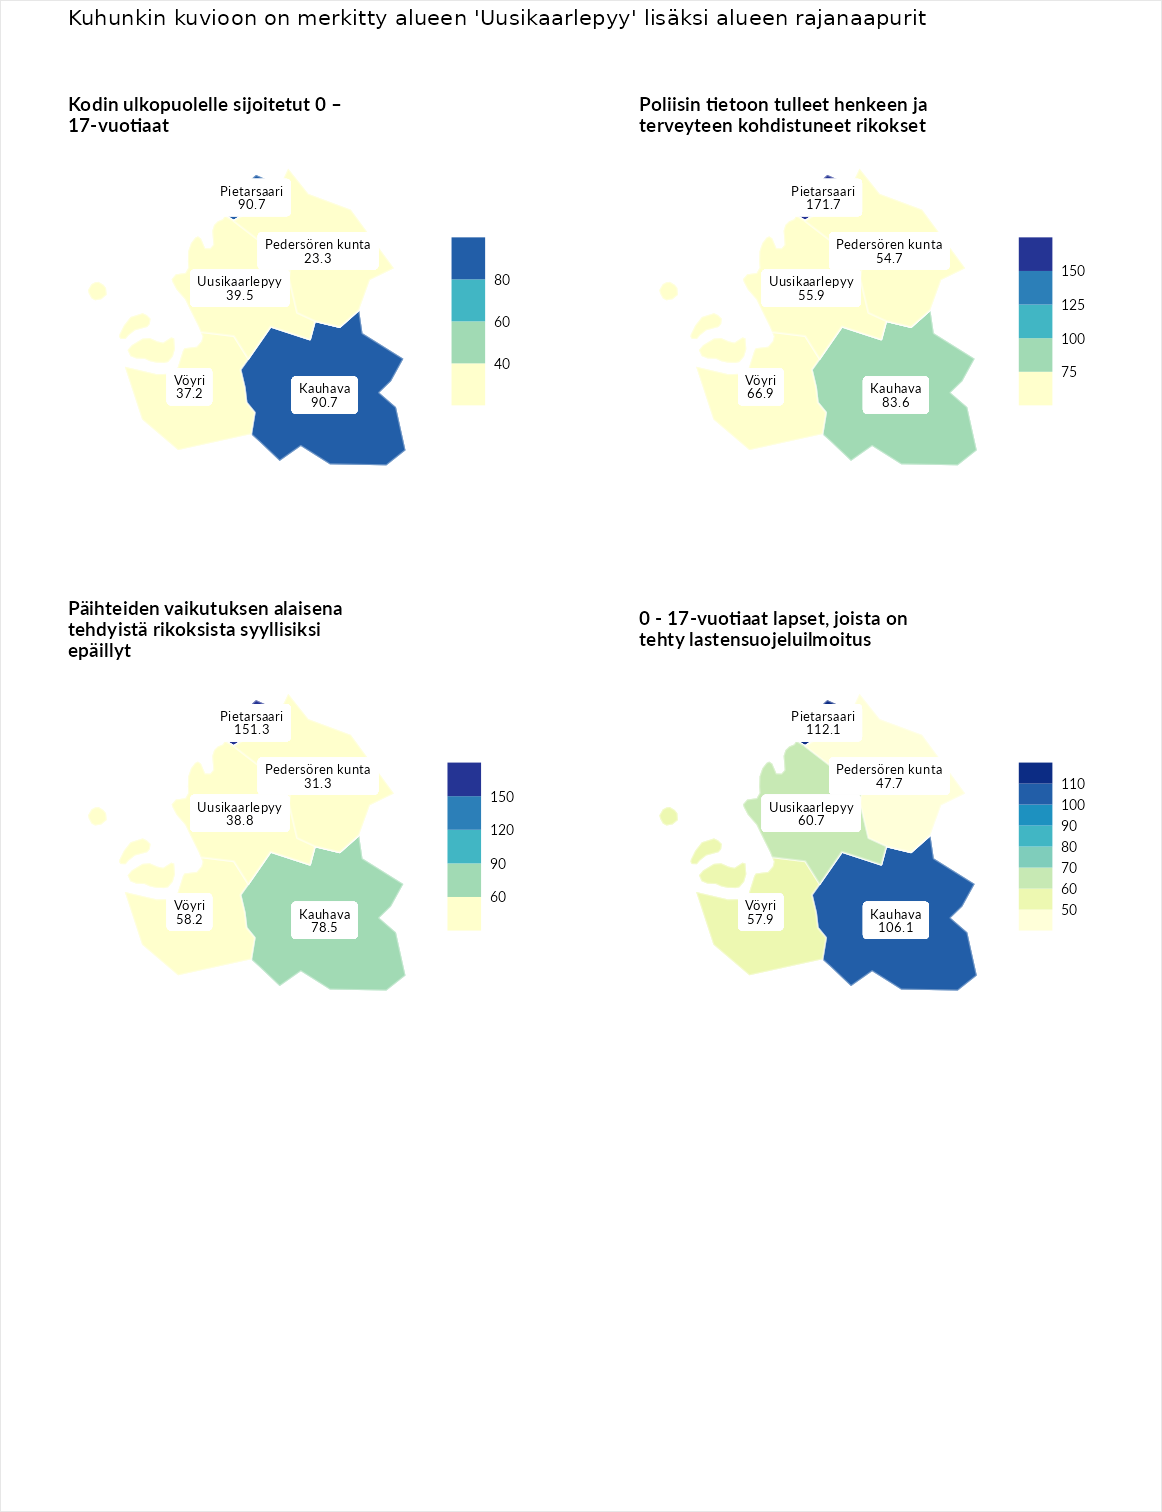 Kuhunkin kuvioon on merkitty alueen 'Uusikaarlepyy' lisäksi alueen rajanaapurit
Kodin ulkopuolelle sijoitetut 0 –
17-vuotiaat
Pietarsaari
90.7
Pedersören kunta
23.3
Uusikaarlepyy
39.5
Vöyri
37.2
Kauhava
90.7
80
60
40
Poliisin tietoon tulleet henkeen ja
terveyteen kohdistuneet rikokset
Pietarsaari
171.7
Pedersören kunta
54.7
Uusikaarlepyy
55.9
Vöyri
66.9
Kauhava
83.6
150
125
100
75
Päihteiden vaikutuksen alaisena
tehdyistä rikoksista syyllisiksi
epäillyt
Pietarsaari
151.3
Pedersören kunta
31.3
Uusikaarlepyy
38.8
Vöyri
58.2
Kauhava
78.5
150
120
90
60
0 - 17-vuotiaat lapset, joista on
tehty lastensuojeluilmoitus
Pietarsaari
112.1
Pedersören kunta
47.7
Uusikaarlepyy
60.7
Vöyri
57.9
Kauhava
106.1
110
100
90
80
70
60
50